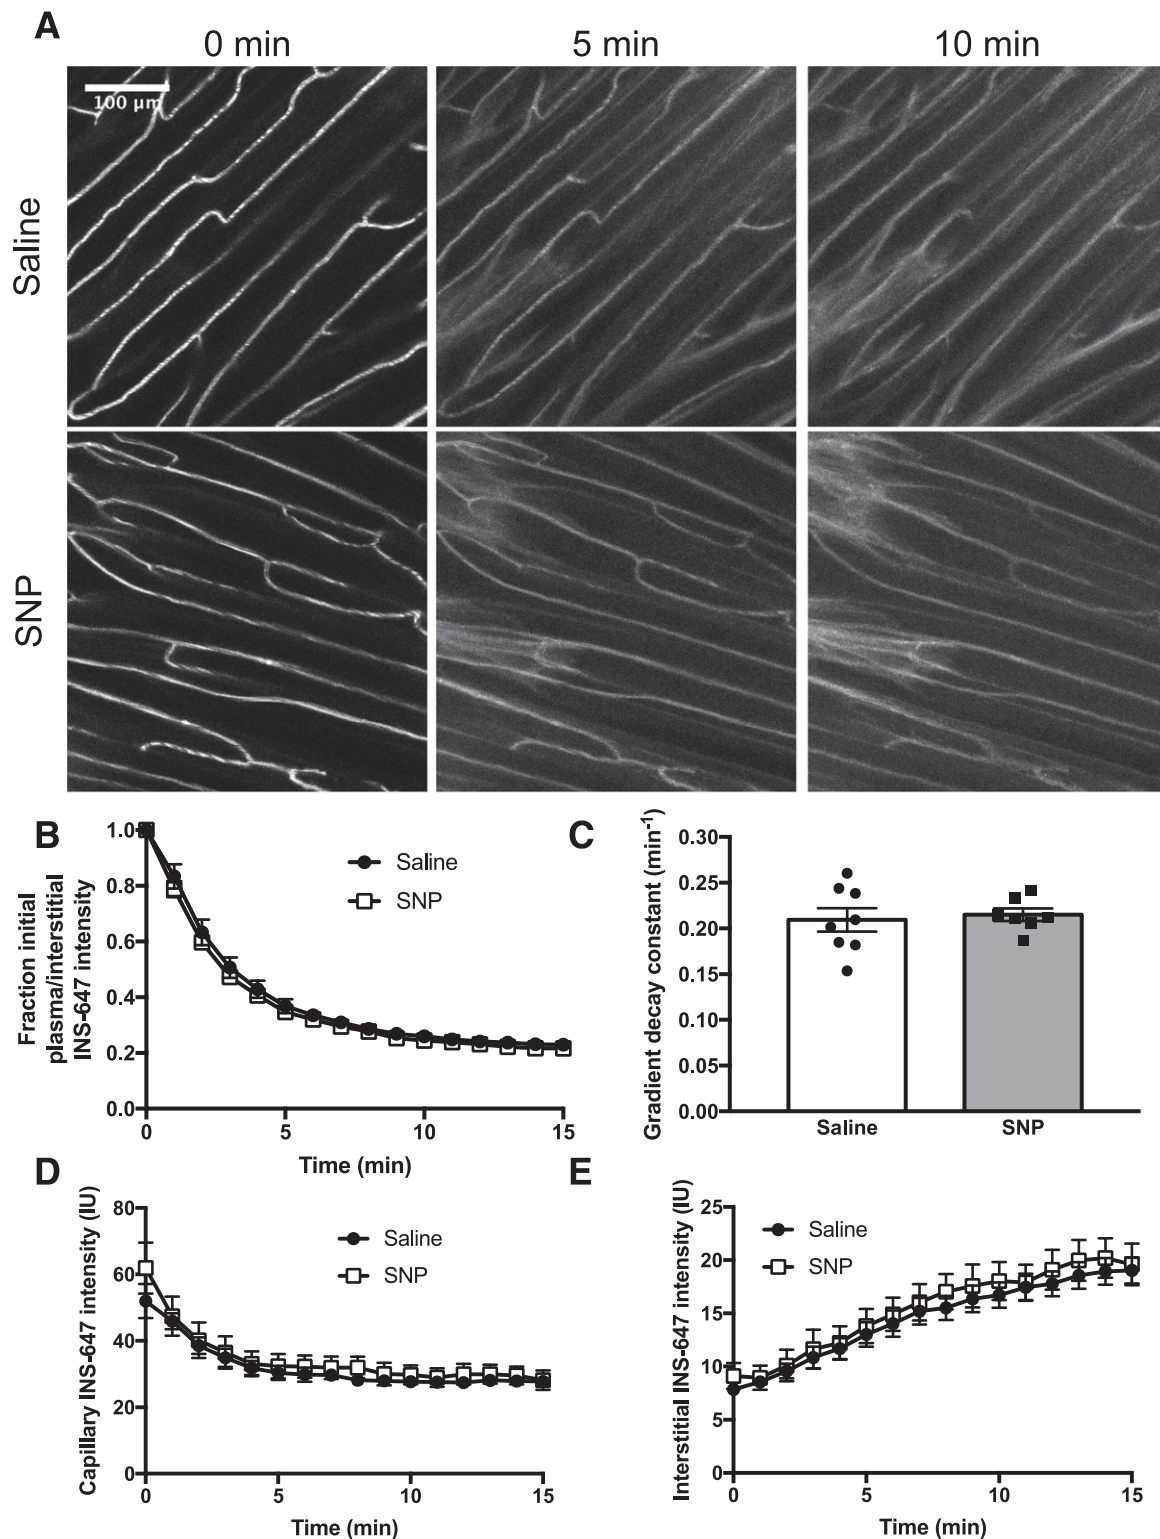 A
0 min 5 min 10 min
100 µm
Saline
SNP
B
Fraction initial
plasma/interstitial
INS-647 intensity
1.0
0.8
0.6
0.4
0.2
0.0
0 5 10 15
Time (min)
Saline
SNP
C
Gradient decay constant (min-1)
0.30
0.25
0.20
0.15
0.10
0.05
0.00
Saline SNP
D
Capillary INS-647 intensity (IU)
80
60
40
20
0
0 5 10 15
Time (min)
Saline
SNP
E
Interstitial INS-647 intensity (IU)
25
20
15
10
5
0
0 5 10 15
Time (min)
Saline
SNP